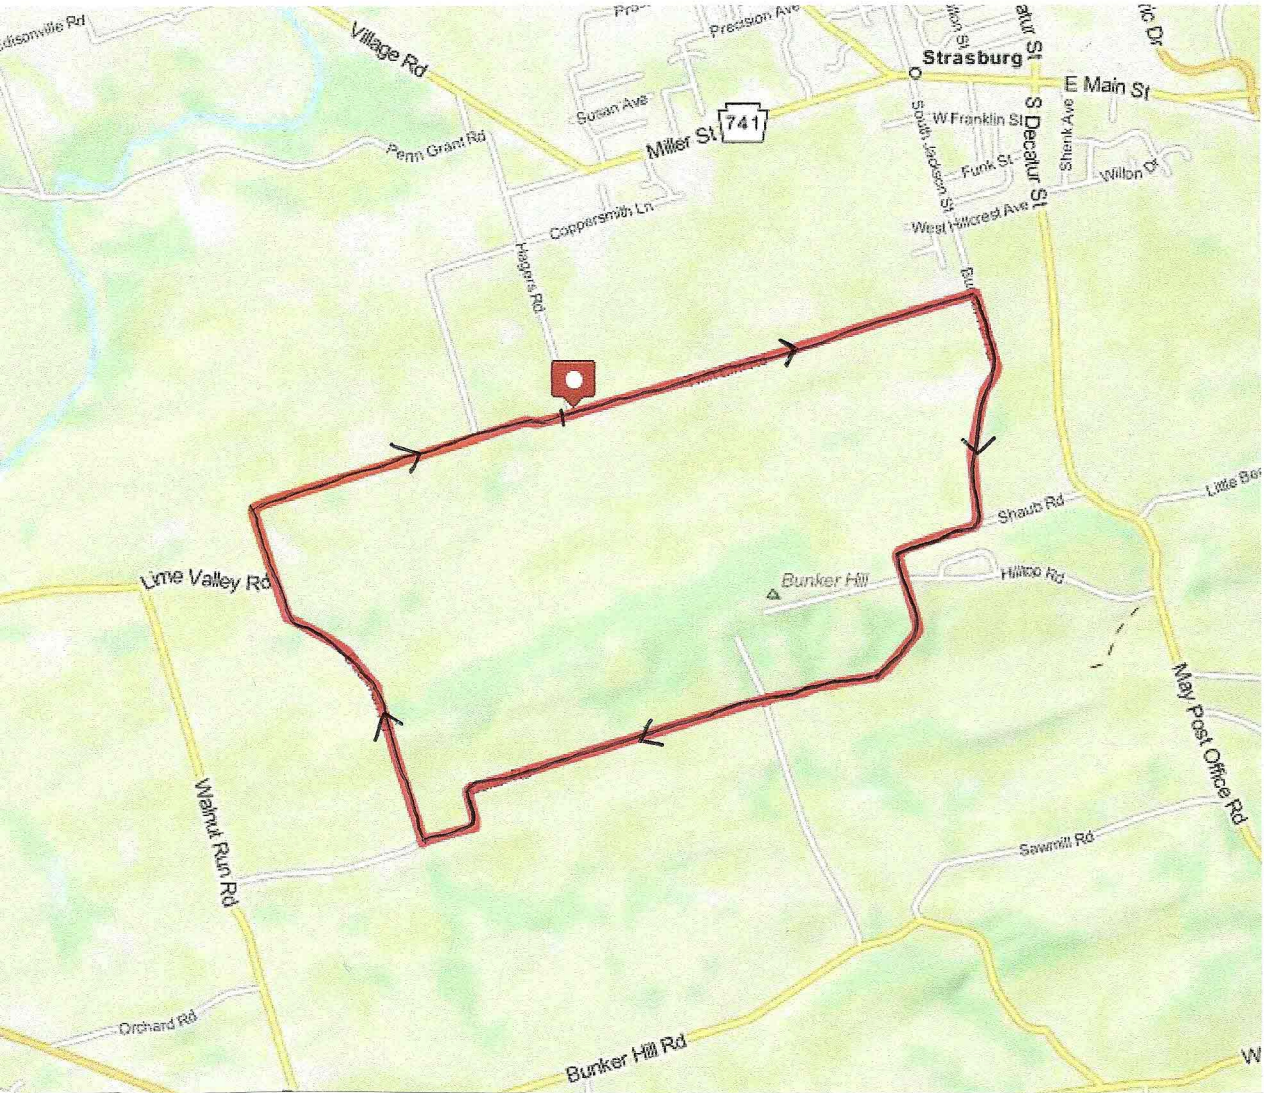 Village Rd
Precision Ave
Strasburg
E Main St
Susan Ave
741
Miller St
W Franklin St
S Decatur St
Shenk Ave
South Jackson St
Penn Grant Rd
Funk St
Willon Dr
Coppersmith Ln
West Hillcrest Ave
Hagers Rd
Shaub Rd
Lime Valley Rd
Bunker Hill
Hilltop Rd
May Post Office Rd
Walnut Run Rd
Sawmill Rd
Orchard Rd
Bunker Hill Rd